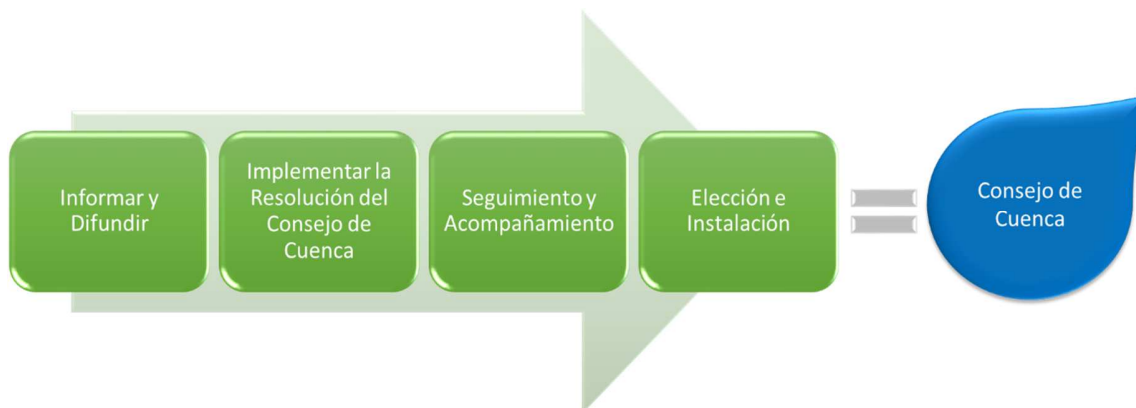 Informar y
Difundir
Implementar la
Resolución del
Consejo de
Cuenca
Seguimiento y
Acompañamiento
Elección e
Instalación
Consejo de
Cuenca